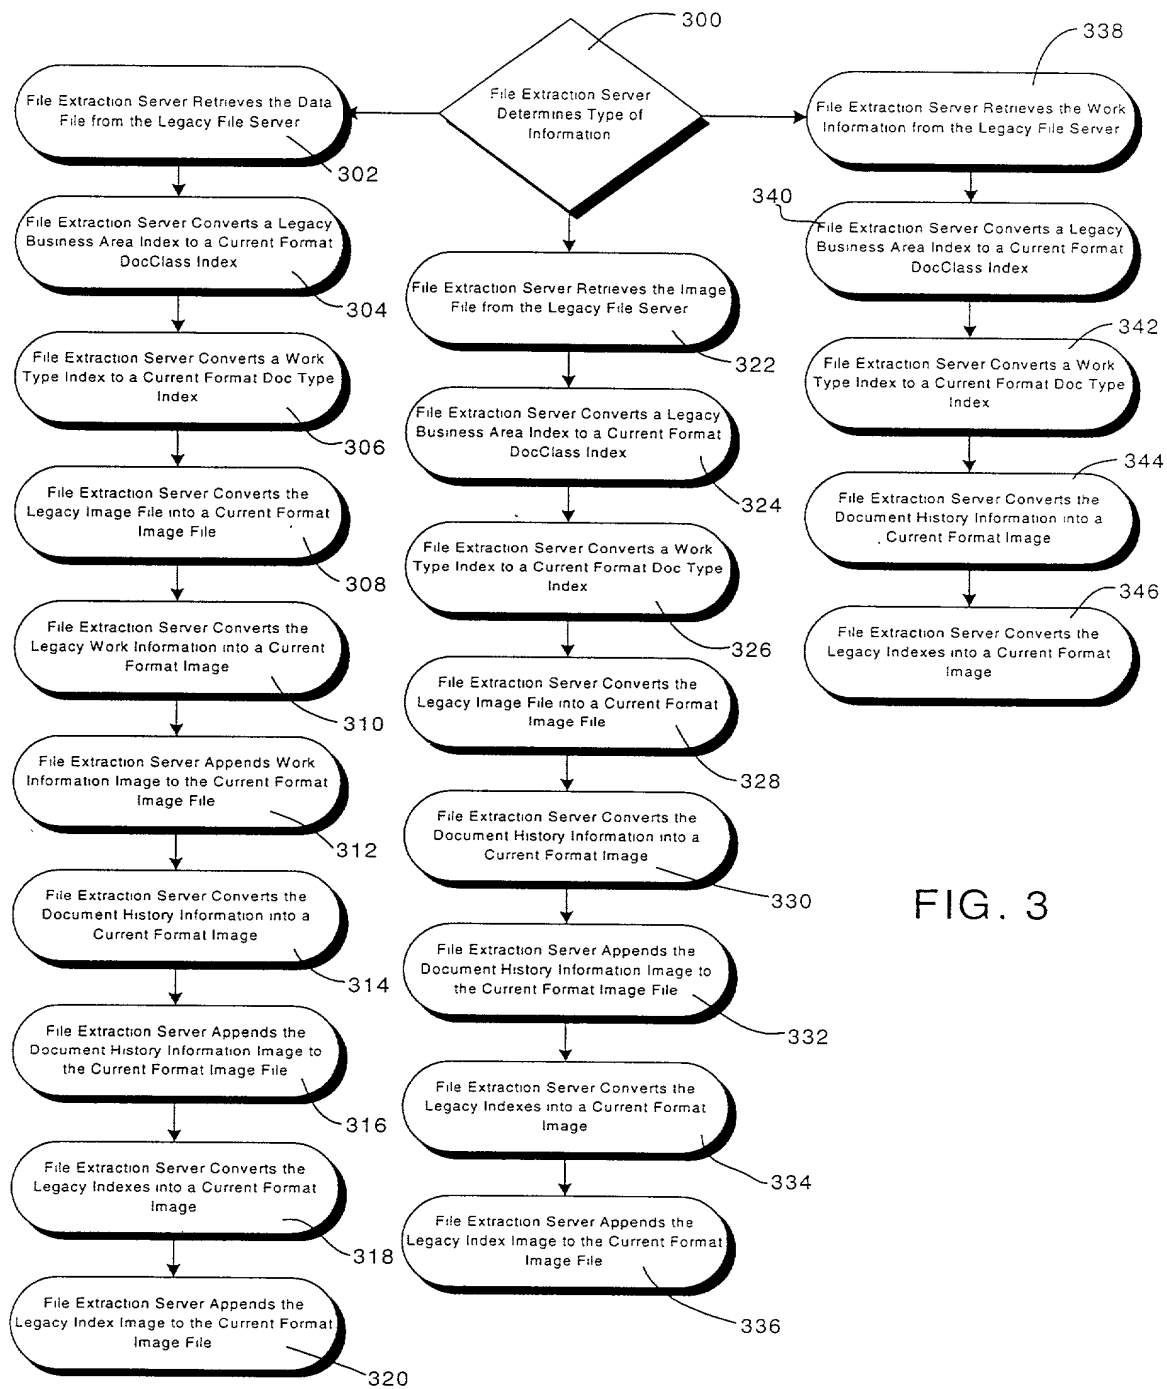 300
File Extraction Server
Determines Type of
Information
File Extraction Server Retrieves the Data
File from the Legacy File Server
302
File Extraction Server Converts a Legacy
Business Area Index to a Current Format
DocClass Index
304
File Extraction Server Converts a Work
Type Index to a Current Format Doc Type
Index
306
File Extraction Server Converts the
Legacy Image File into a Current Format
Image File
308
File Extraction Server Converts the
Legacy Work Information into a Current
Format Image
310
File Extraction Server Appends Work
Information Image to the Current Format
Image File
312
File Extraction Server Converts the
Document History Information into a
Current Format Image
314
File Extraction Server Appends the
Document History Information Image to
the Current Format Image File
316
File Extraction Server Converts the
Legacy Indexes into a Current Format
Image
318
File Extraction Server Appends the
Legacy Index Image to the Current Format
Image File
320
File Extraction Server Retrieves the Image
File from the Legacy File Server
322
File Extraction Server Converts a Legacy
Business Area Index to a Current Format
DocClass Index
324
File Extraction Server Converts a Work
Type Index to a Current Format Doc Type
Index
326
File Extraction Server Converts the
Legacy Image File into a Current Format
Image File
328
File Extraction Server Converts the
Document History Information into a
Current Format Image
330
File Extraction Server Appends the
Document History Information Image to
the Current Format Image File
332
File Extraction Server Converts the
Legacy Indexes into a Current Format
Image
334
File Extraction Server Appends the
Legacy Index Image to the Current Format
Image File
336
338
File Extraction Server Retrieves the Work
Information from the Legacy File Server
340
File Extraction Server Converts a Legacy
Business Area Index to a Current Format
DocClass Index
342
File Extraction Server Converts a Work
Type Index to a Current Format Doc Type
Index
344
File Extraction Server Converts the
Document History Information into a
Current Format Image
346
File Extraction Server Converts the
Legacy Indexes into a Current Format
Image
FIG. 3